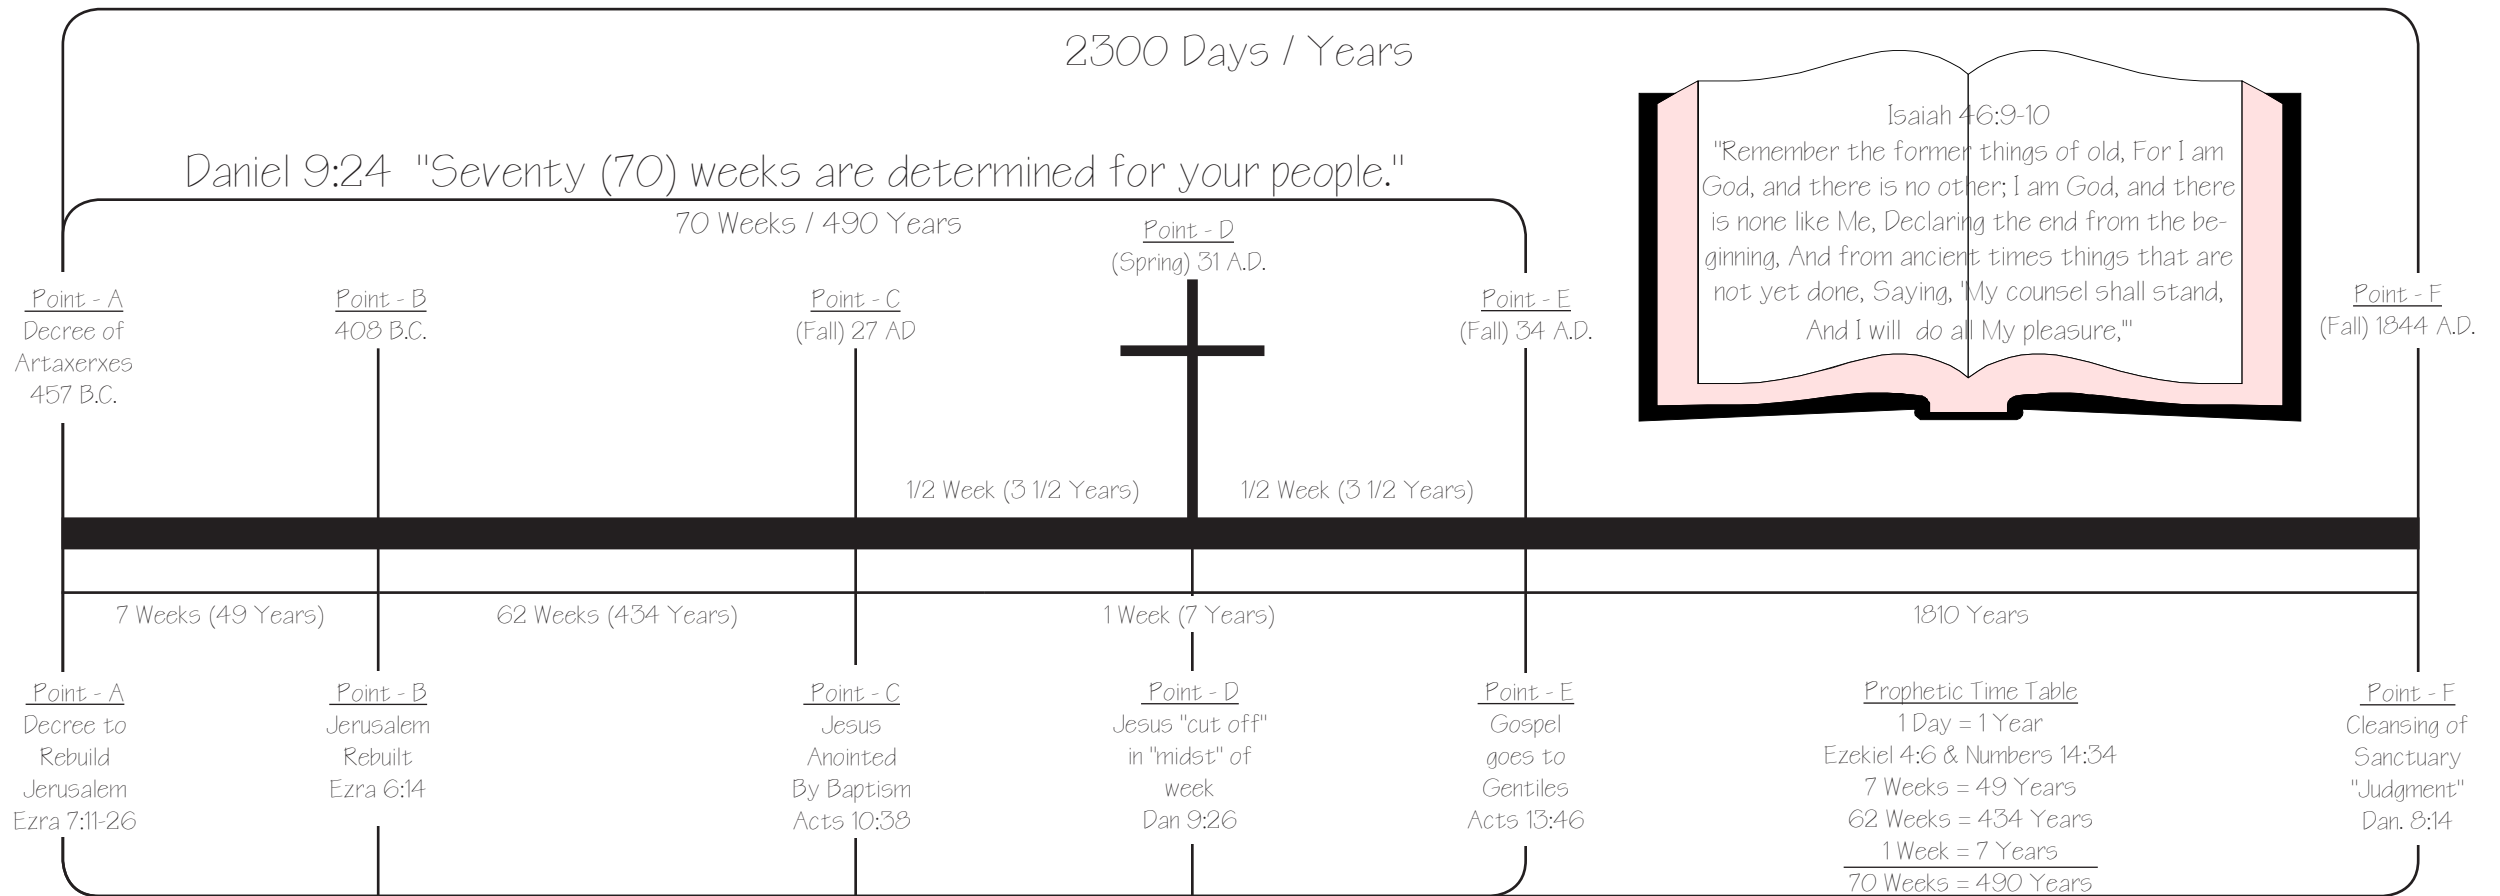 2300 Days / Years
Daniel 9:24 "Seventy (70) weeks are determined for your people."
70 Weeks / 490 Years
Isaiah 46:9-10
"Remember the former things of old, For I am
God, and there is no other; I am God, and there
is none like Me, Declaring the end from the be-
ginning, And from ancient times things that are
not yet done, Saying, 'My counsel shall stand,
And I will do all My pleasure,'"
Point - A
Decree of
Artaxerxes
457 B.C.
Point - B
408 B.C.
Point - C
(Fall) 27 AD
Point - D
(Spring) 31 A.D.
Point - E
(Fall) 34 A.D.
Point - F
(Fall) 1844 A.D.
1/2 Week (3 1/2 Years)
1/2 Week (3 1/2 Years)
7 Weeks (49 Years)
62 Weeks (434 Years)
1 Week (7 Years)
1810 Years
Point - A
Decree to
Rebuild
Jerusalem
Ezra 7:11-26
Point - B
Jerusalem
Rebuilt
Ezra 6:14
Point - C
Jesus
Anointed
By Baptism
Acts 10:38
Point - D
Jesus "cut off"
in "midst" of
week
Dan 9:26
Point - E
Gospel
goes to
Gentiles
Acts 13:46
Prophetic Time Table
1 Day = 1 Year
Ezekiel 4:6 & Numbers 14:34
7 Weeks = 49 Years
62 Weeks = 434 Years
1 Week = 7 Years
70 Weeks = 490 Years
Point - F
Cleansing of
Sanctuary
"Judgment"
Dan. 8:14